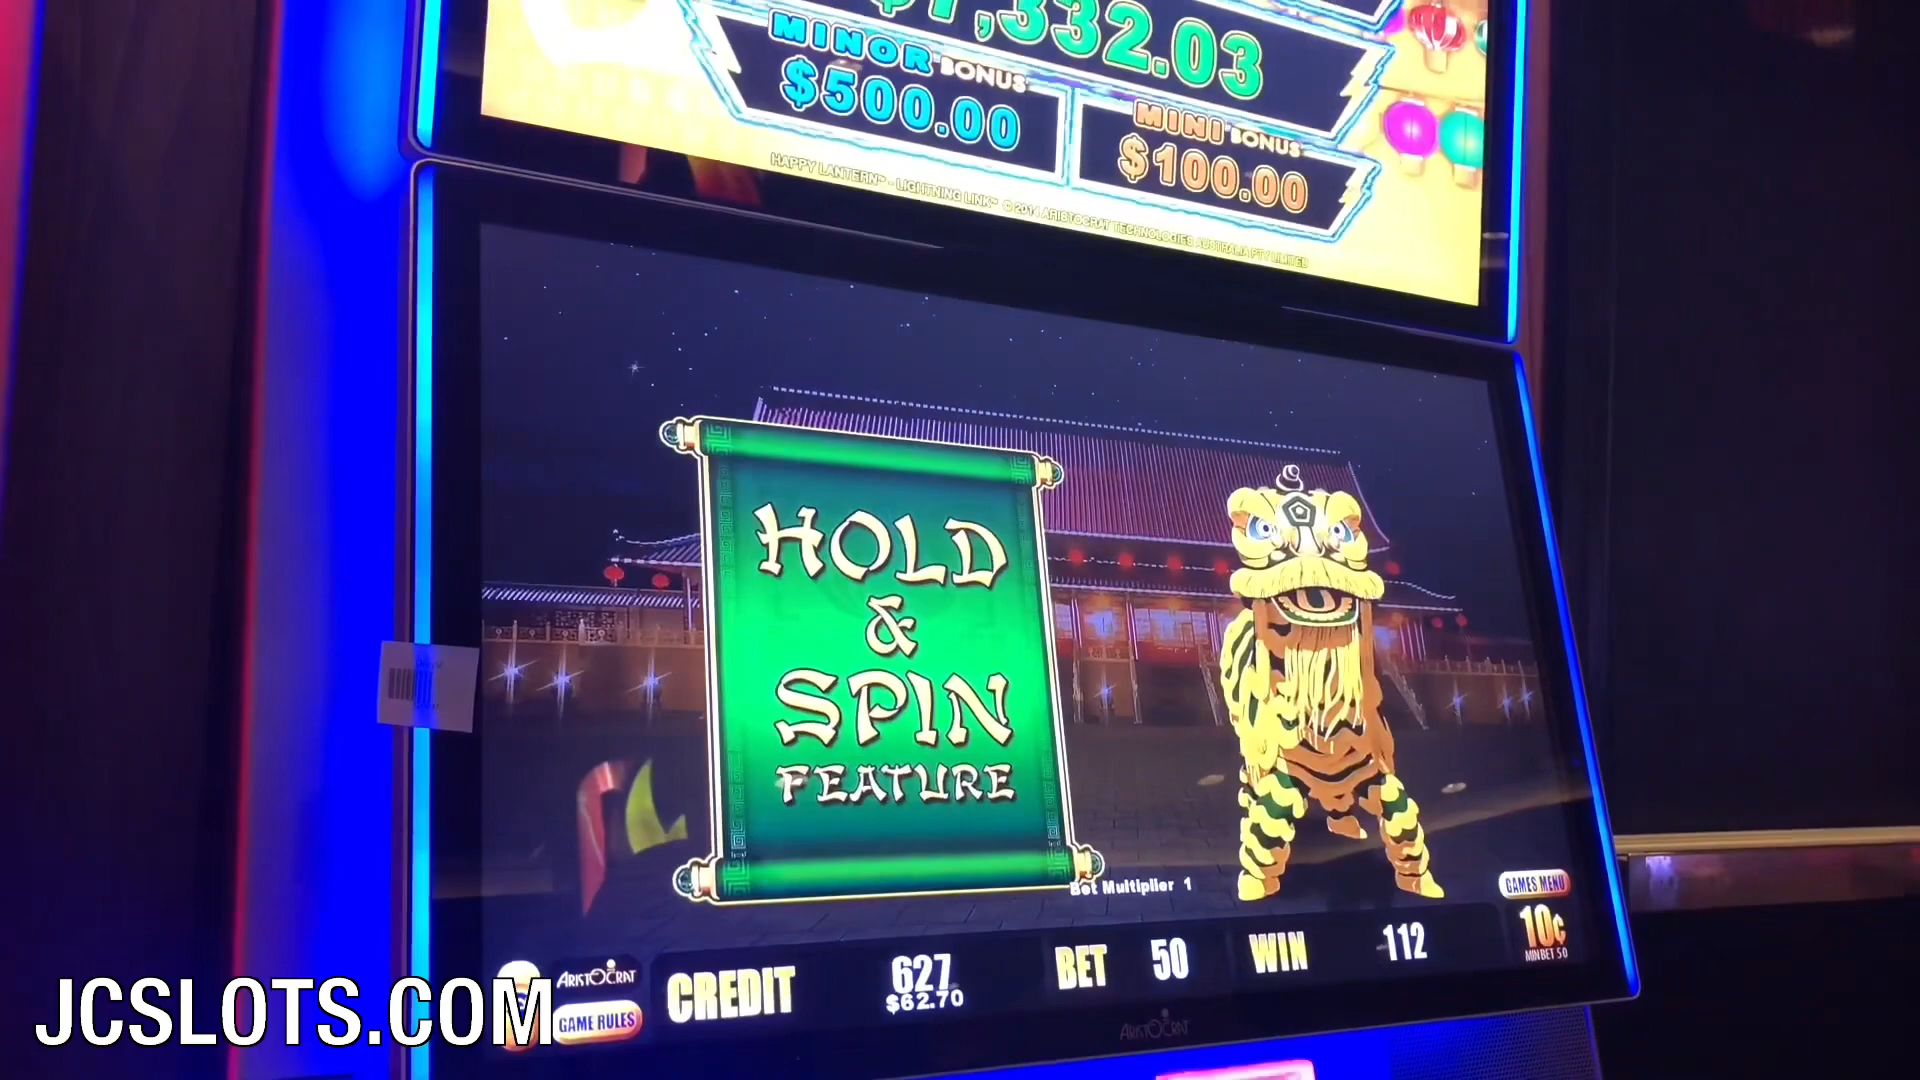 $7,332.03
MINOR BONUS
$500.00
MINI BONUS
$100.00
HAPPY LANTERN™ - LIGHTNING LINK™ © 2014 ARISTOCRAT TECHNOLOGIES AUSTRALIA PTY LIMITED
HOLD
&
SPIN
FEATURE
Bet Multiplier 1
GAMES MENU
ARISTOCRAT
GAME RULES
CREDIT
627
$62.70
BET 50
WIN 112
10¢
MIN BET 50
ARISTOCRAT
JCSLOTS.COM